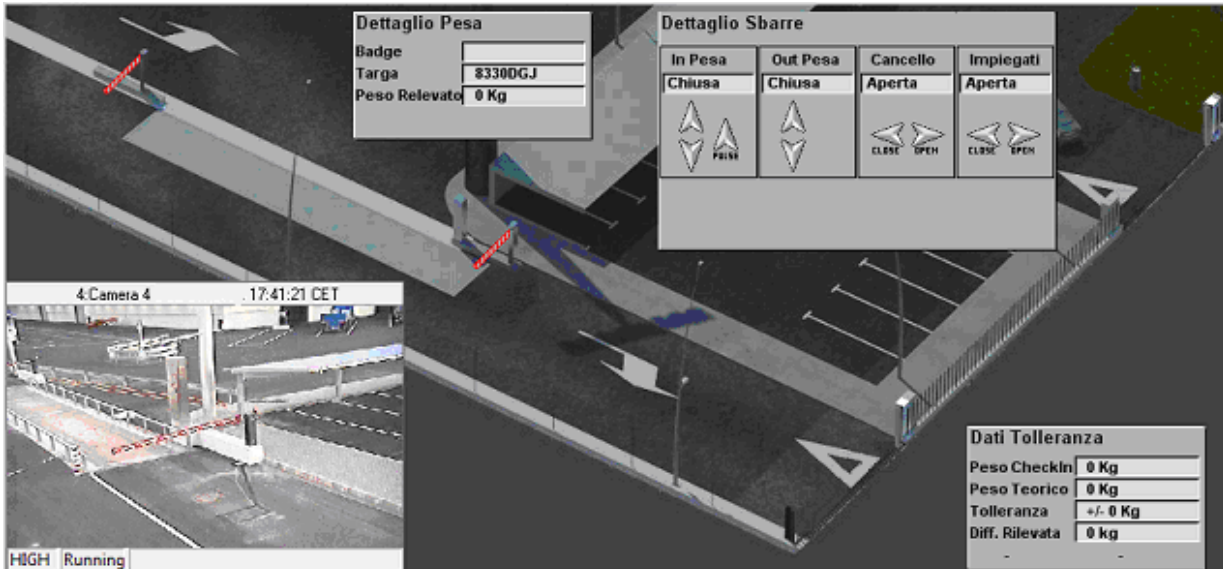 Dettaglio Pesa
Badge
Targa 8330DGJ
Peso Relevato 0 Kg
Dettaglio Sbarre
In Pesa Out Pesa Cancello Impiegati
Chiusa Chiusa Aperta Aperta
PULSE CLOSE OPEN CLOSE OPEN
4:Camera 4 .17:41:21 CET
HIGH Running
Dati Tolleranza
Peso CheckIn 0 Kg
Peso Teorico 0 Kg
Tolleranza +/- 0 Kg
Diff. Rilevata 0 kg
- -